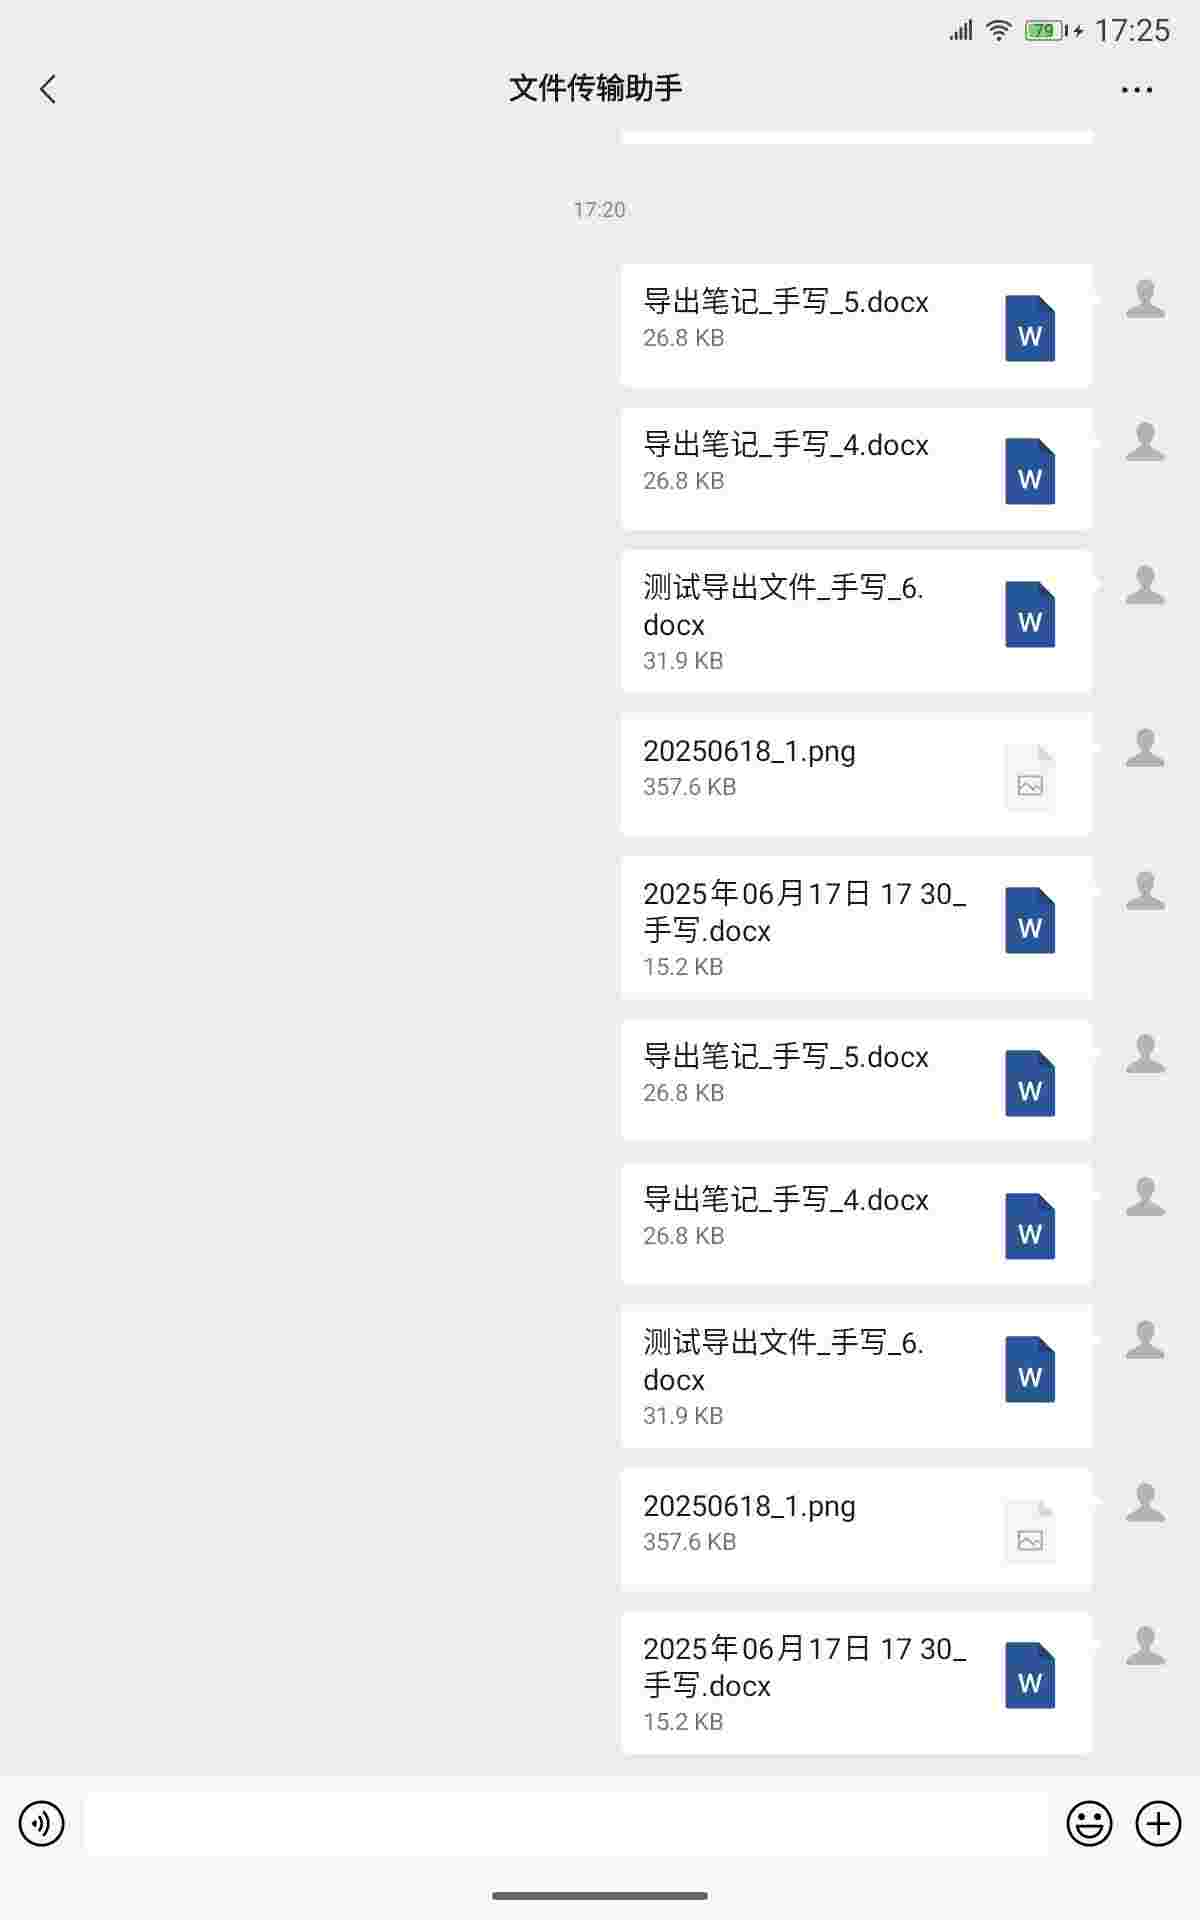 79 17:25
文件传输助手
17:20
导出笔记_手写_5.docx
26.8 KB
W
导出笔记_手写_4.docx
26.8 KB
W
测试导出文件_手写_6.
docx
31.9 KB
W
20250618_1.png
357.6 KB
2025年06月17日 17 30_
手写.docx
15.2 KB
W
导出笔记_手写_5.docx
26.8 KB
W
导出笔记_手写_4.docx
26.8 KB
W
测试导出文件_手写_6.
docx
31.9 KB
W
20250618_1.png
357.6 KB
2025年06月17日 17 30_
手写.docx
15.2 KB
W